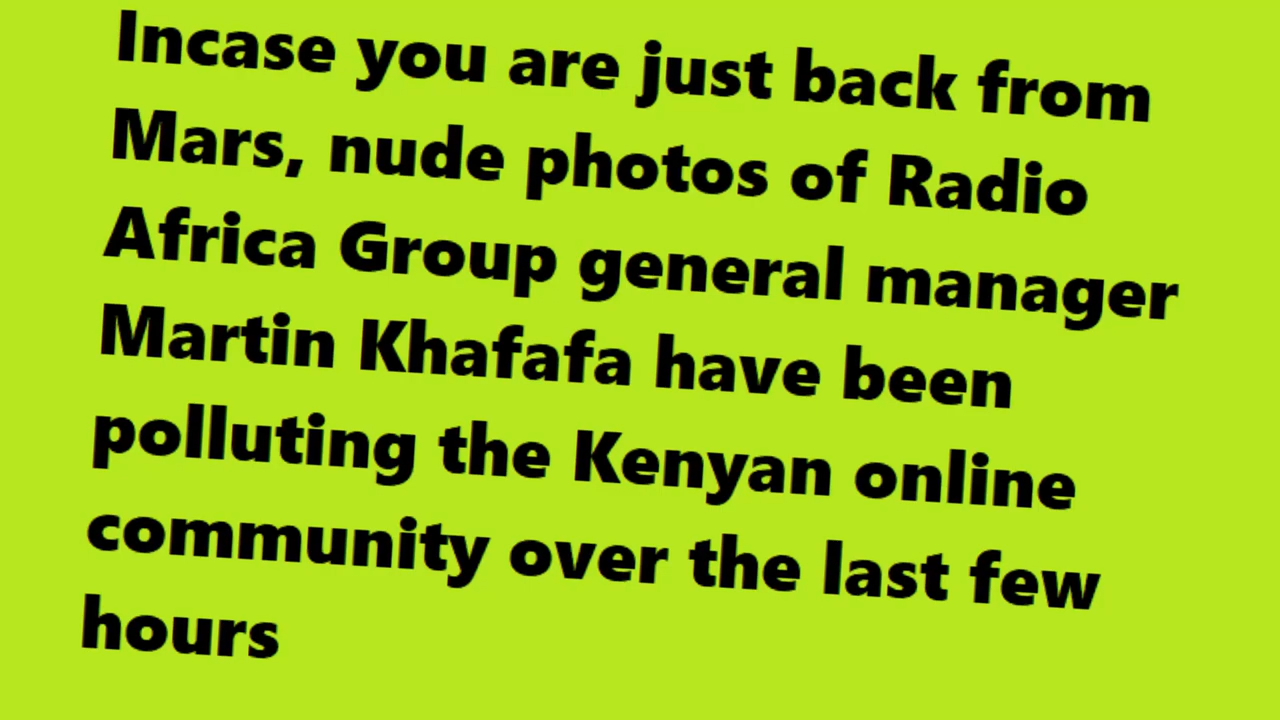 Incase you are just back from
Mars, nude photos of Radio
Africa Group general manager
Martin Khafafa have been
polluting the Kenyan online
community over the last few
hours